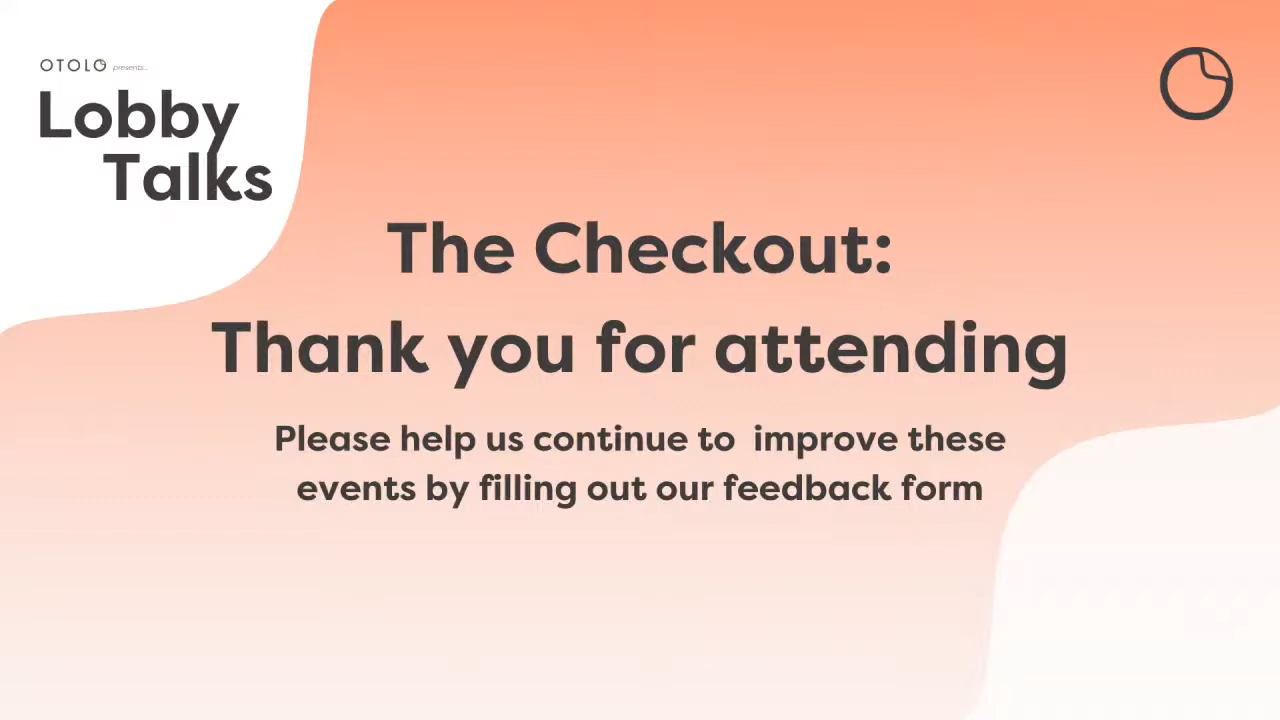 OTOLO presents...
Lobby
Talks
The Checkout:
Thank you for attending
Please help us continue to  improve these
events by filling out our feedback form